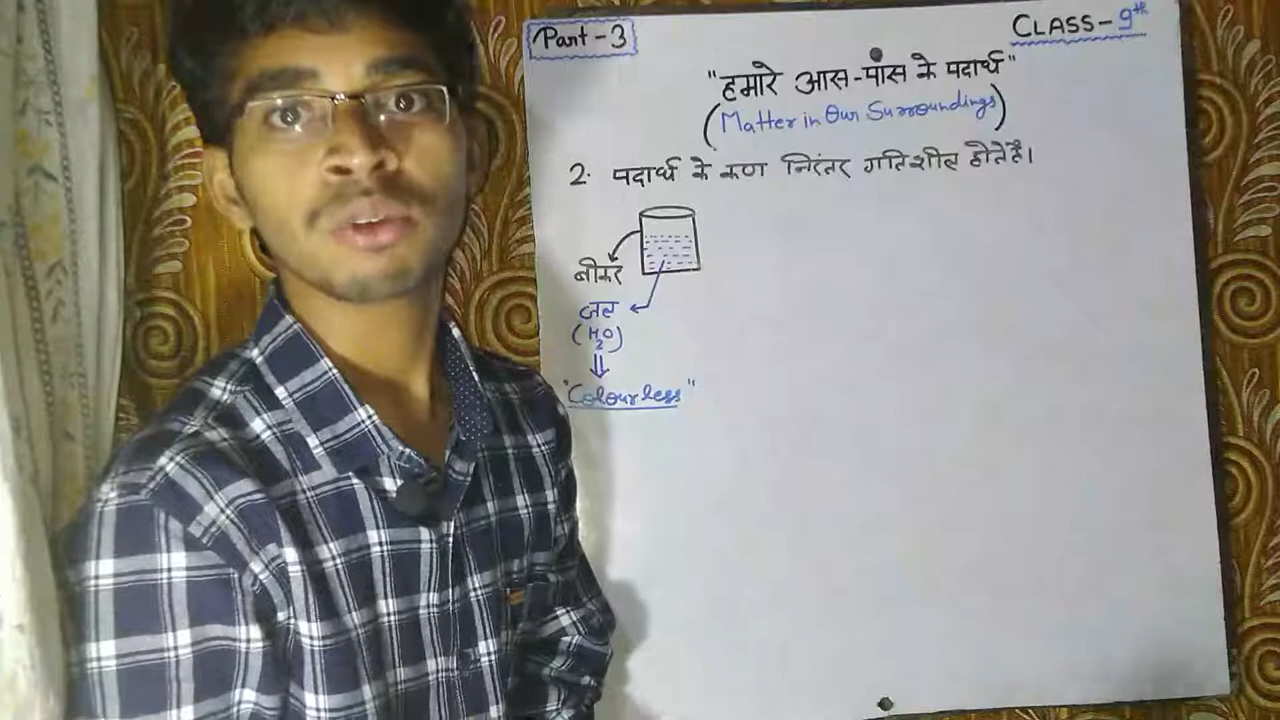 Part-3
CLASS-9th
"हमारे आस-पास के पदार्थ"
(Matter in Our Surroundings)
2. पदार्थ के कण निरंतर गतिशील होते है।
बीकर
जल
(H2O)
"Colourless"